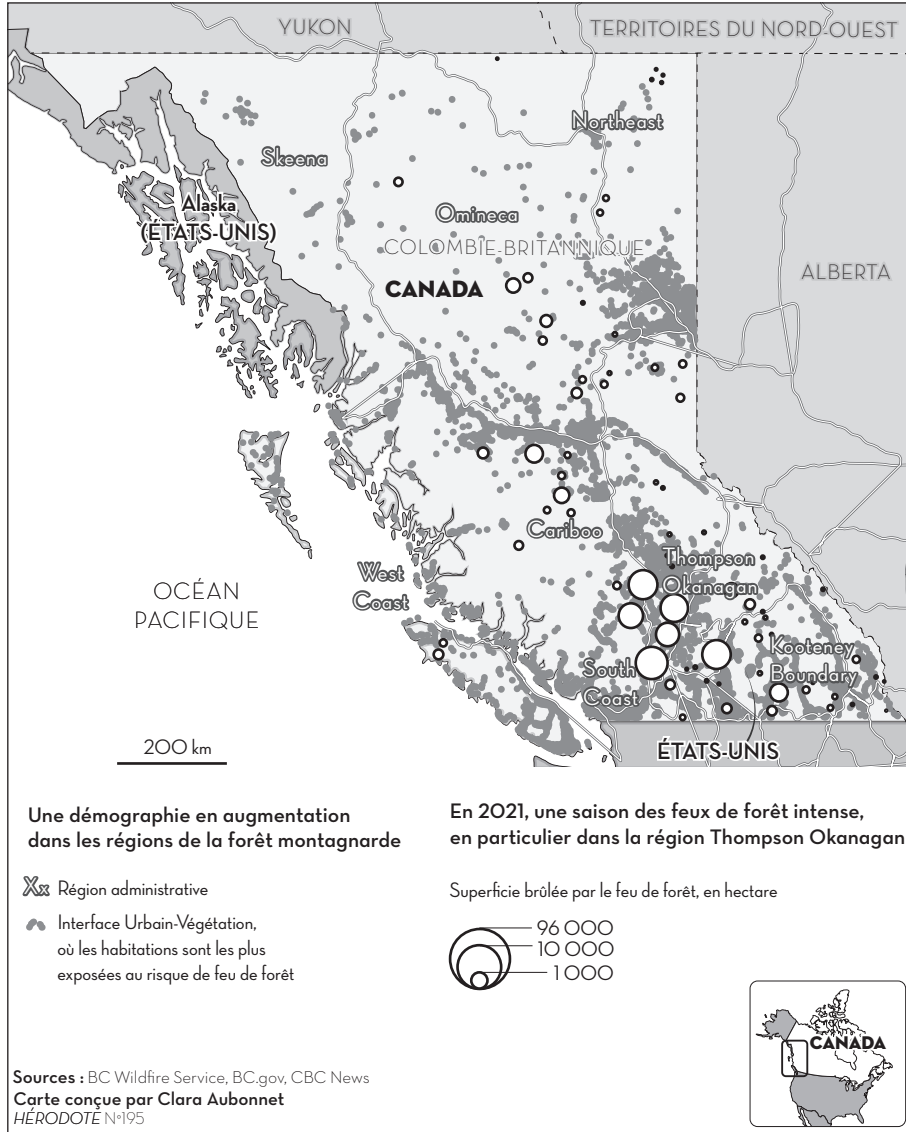 YUKON
TERRITOIRES DU NORD-OUEST
Northeast
Skeena
Alaska
(ÉTATS-UNIS)
Omineca
COLOMBIE-BRITANNIQUE
CANADA
ALBERTA
Cariboo
Thompson
Okanagan
West
Coast
OCÉAN
PACIFIQUE
Kooteney
Boundary
South
Coast
200 km
ÉTATS-UNIS
Une démographie en augmentation
dans les régions de la forêt montagnarde
Xx Région administrative
Interface Urbain-Végétation,
où les habitations sont les plus
exposées au risque de feu de forêt
En 2021, une saison des feux de forêt intense,
en particulier dans la région Thompson Okanagan
Superficie brûlée par le feu de forêt, en hectare
96 000
10 000
1 000
CANADA
Sources : BC Wildfire Service, BC.gov, CBC News
Carte conçue par Clara Aubonnet
HÉRODOTE N°195